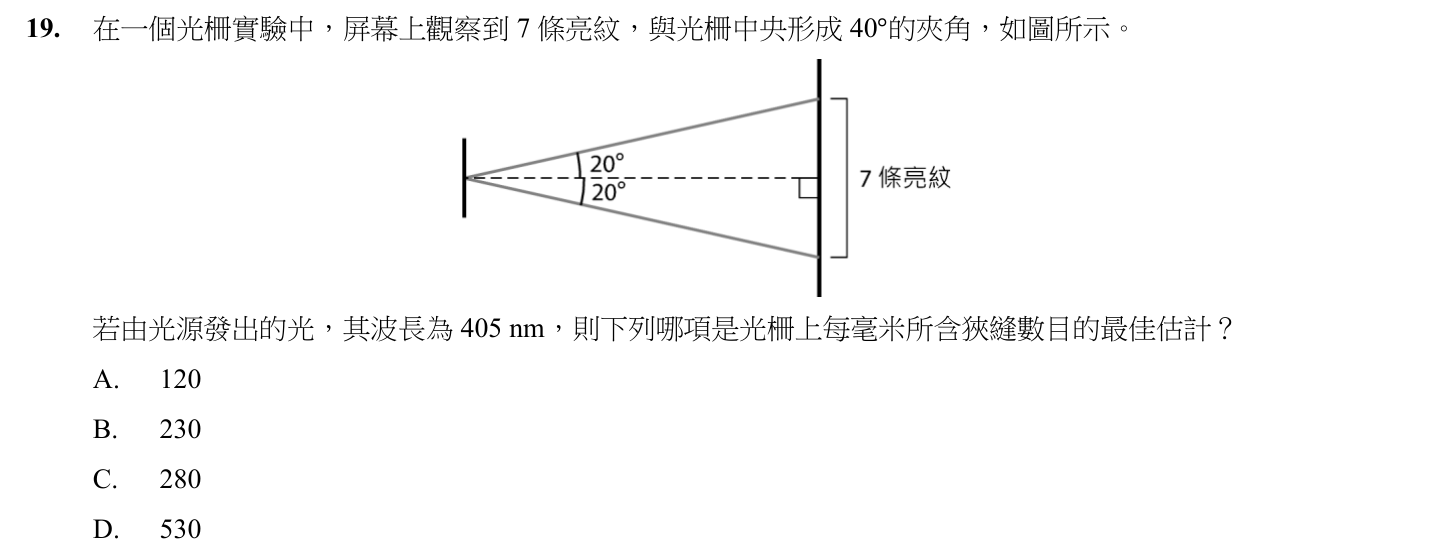 19. 在一個光柵實驗中，屏幕上觀察到 7 條亮紋，與光柵中央形成 40°的夾角，如圖所示。
20°
20°
7 條亮紋
若由光源發出的光，其波長為 405 nm，則下列哪項是光柵上每毫米所含狹縫數目的最佳估計？
A. 120
B. 230
C. 280
D. 530